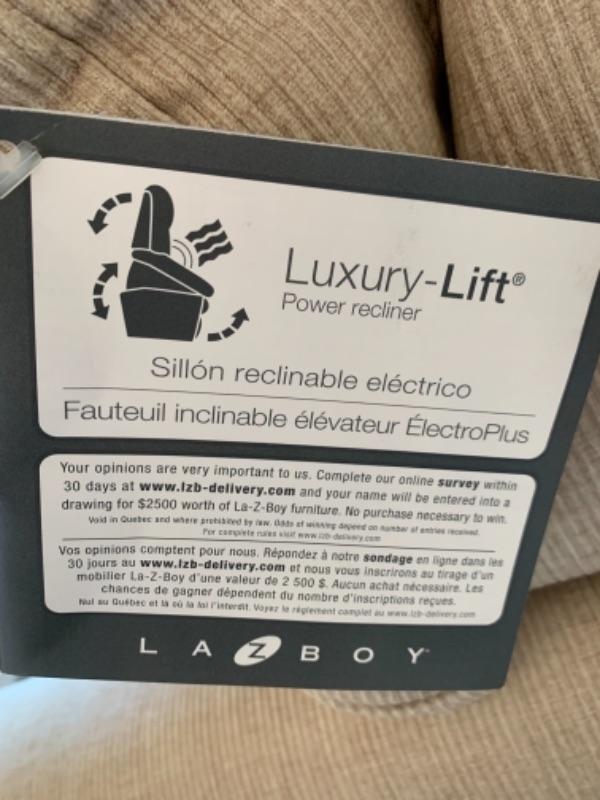 Luxury-Lift®
Power recliner
Sillón reclinable eléctrico
Fauteuil inclinable élévateur ÉlectroPlus
Your opinions are very important to us. Complete our online survey within
30 days at www.lzb-delivery.com and your name will be entered into a
drawing for $2500 worth of La-Z-Boy furniture. No purchase necessary to win.
Void in Quebec and where prohibited by law. Odds of winning depend on number of entries received.
For complete rules visit www.lzb-delivery.com
Vos opinions comptent pour nous. Répondez à notre sondage en ligne dans les
30 jours au www.lzb-delivery.com et nous vous inscrirons au tirage d'un
mobilier La-Z-Boy d'une valeur de 2 500 $. Aucun achat nécessaire. Les
chances de gagner dépendent du nombre d'inscriptions reçues.
Nul au Québec et là où la loi l'interdit. Voyez le règlement complet au www.lzb-delivery.com
LA Z BOY